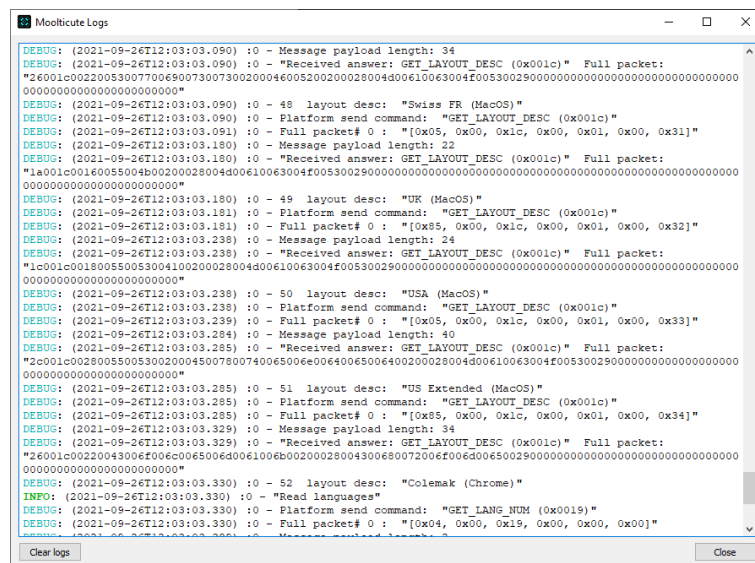 Moolticute Logs
DEBUG: (2021-09-26T12:03:03.090) :0 - Message payload length: 34
DEBUG: (2021-09-26T12:03:03.090) :0 - "Received answer: GET_LAYOUT_DESC (0x001c)"  Full packet:
DEBUG: (2021-09-26T12:03:03.090) :0 - 48  layout desc:  "Swiss FR (MacOS)"
DEBUG: (2021-09-26T12:03:03.090) :0 - Platform send command:  "GET_LAYOUT_DESC (0x001c)"
DEBUG: (2021-09-26T12:03:03.091) :0 - Full packet# 0 :  "[0x05, 0x00, 0x1c, 0x00, 0x01, 0x00, 0x31]"
DEBUG: (2021-09-26T12:03:03.180) :0 - Message payload length: 22
DEBUG: (2021-09-26T12:03:03.180) :0 - "Received answer: GET_LAYOUT_DESC (0x001c)"  Full packet:
DEBUG: (2021-09-26T12:03:03.180) :0 - 49  layout desc:  "UK (MacOS)"
DEBUG: (2021-09-26T12:03:03.181) :0 - Platform send command:  "GET_LAYOUT_DESC (0x001c)"
DEBUG: (2021-09-26T12:03:03.181) :0 - Full packet# 0 :  "[0x85, 0x00, 0x1c, 0x00, 0x01, 0x00, 0x32]"
DEBUG: (2021-09-26T12:03:03.238) :0 - Message payload length: 24
DEBUG: (2021-09-26T12:03:03.238) :0 - "Received answer: GET_LAYOUT_DESC (0x001c)"  Full packet:
DEBUG: (2021-09-26T12:03:03.238) :0 - 50  layout desc:  "USA (MacOS)"
DEBUG: (2021-09-26T12:03:03.238) :0 - Platform send command:  "GET_LAYOUT_DESC (0x001c)"
DEBUG: (2021-09-26T12:03:03.239) :0 - Full packet# 0 :  "[0x05, 0x00, 0x1c, 0x00, 0x01, 0x00, 0x33]"
DEBUG: (2021-09-26T12:03:03.284) :0 - Message payload length: 40
DEBUG: (2021-09-26T12:03:03.285) :0 - "Received answer: GET_LAYOUT_DESC (0x001c)"  Full packet:
DEBUG: (2021-09-26T12:03:03.285) :0 - 51  layout desc:  "US Extended (MacOS)"
DEBUG: (2021-09-26T12:03:03.285) :0 - Platform send command:  "GET_LAYOUT_DESC (0x001c)"
DEBUG: (2021-09-26T12:03:03.285) :0 - Full packet# 0 :  "[0x85, 0x00, 0x1c, 0x00, 0x01, 0x00, 0x34]"
DEBUG: (2021-09-26T12:03:03.329) :0 - Message payload length: 34
DEBUG: (2021-09-26T12:03:03.329) :0 - "Received answer: GET_LAYOUT_DESC (0x001c)"  Full packet:
DEBUG: (2021-09-26T12:03:03.330) :0 - 52  layout desc:  "Colemak (Chrome)"
INFO: (2021-09-26T12:03:03.330) :0 - "Read languages"
DEBUG: (2021-09-26T12:03:03.330) :0 - Platform send command:  "GET_LANG_NUM (0x0019)"
DEBUG: (2021-09-26T12:03:03.330) :0 - Full packet# 0 :  "[0x04, 0x00, 0x19, 0x00, 0x00, 0x00]"
Clear logs
Close